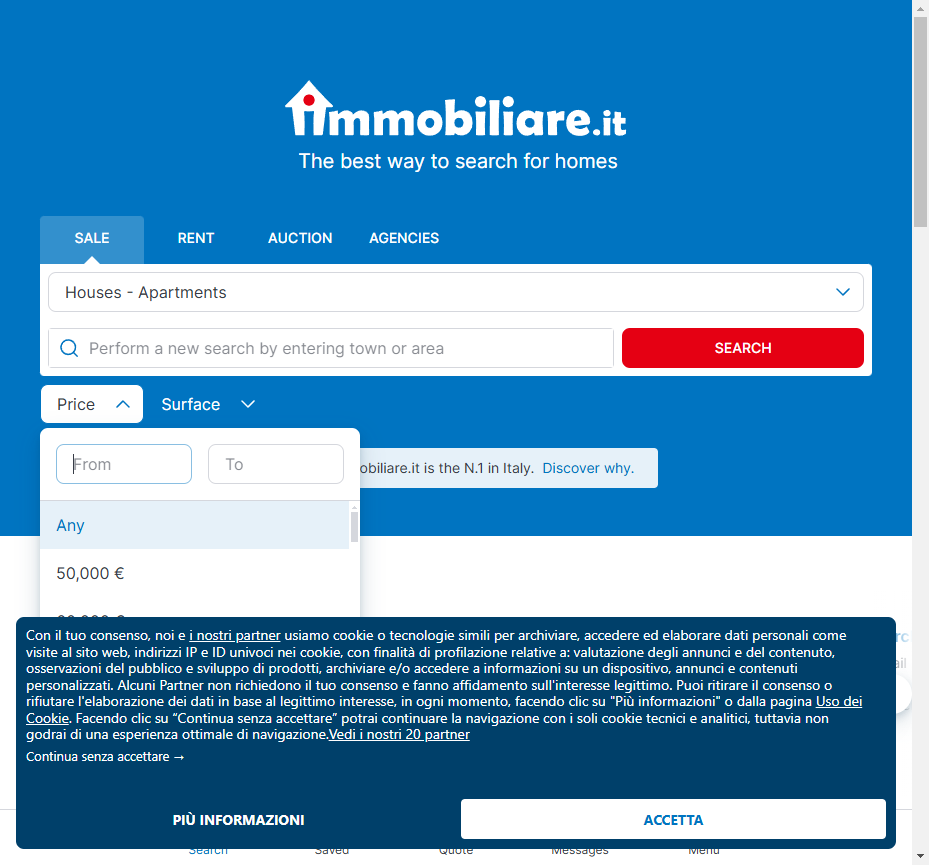 immobiliare.it
The best way to search for homes
SALE
RENT
AUCTION
AGENCIES
Houses - Apartments
Perform a new search by entering town or area
SEARCH
Price
Surface
From
To
obiliare.it is the N.1 in Italy. Discover why.
Any
50,000 €
Con il tuo consenso, noi e i nostri partner usiamo cookie o tecnologie simili per archiviare, accedere ed elaborare dati personali come
visite al sito web, indirizzi IP e ID univoci nei cookie, con finalità di profilazione relative a: valutazione degli annunci e del contenuto,
osservazioni del pubblico e sviluppo di prodotti, archiviare e/o accedere a informazioni su un dispositivo, annunci e contenuti
personalizzati. Alcuni Partner non richiedono il tuo consenso e fanno affidamento sull'interesse legittimo. Puoi ritirare il consenso o
rifiutare l'elaborazione dei dati in base al legittimo interesse, in ogni momento, facendo clic su "Più informazioni" o dalla pagina Uso dei
Cookie. Facendo clic su “Continua senza accettare” potrai continuare la navigazione con i soli cookie tecnici e analitici, tuttavia non
godrai di una esperienza ottimale di navigazione.Vedi i nostri 20 partner
Continua senza accettare →
PIÙ INFORMAZIONI
ACCETTA
Search
Saved
Quote
Messages
Menu